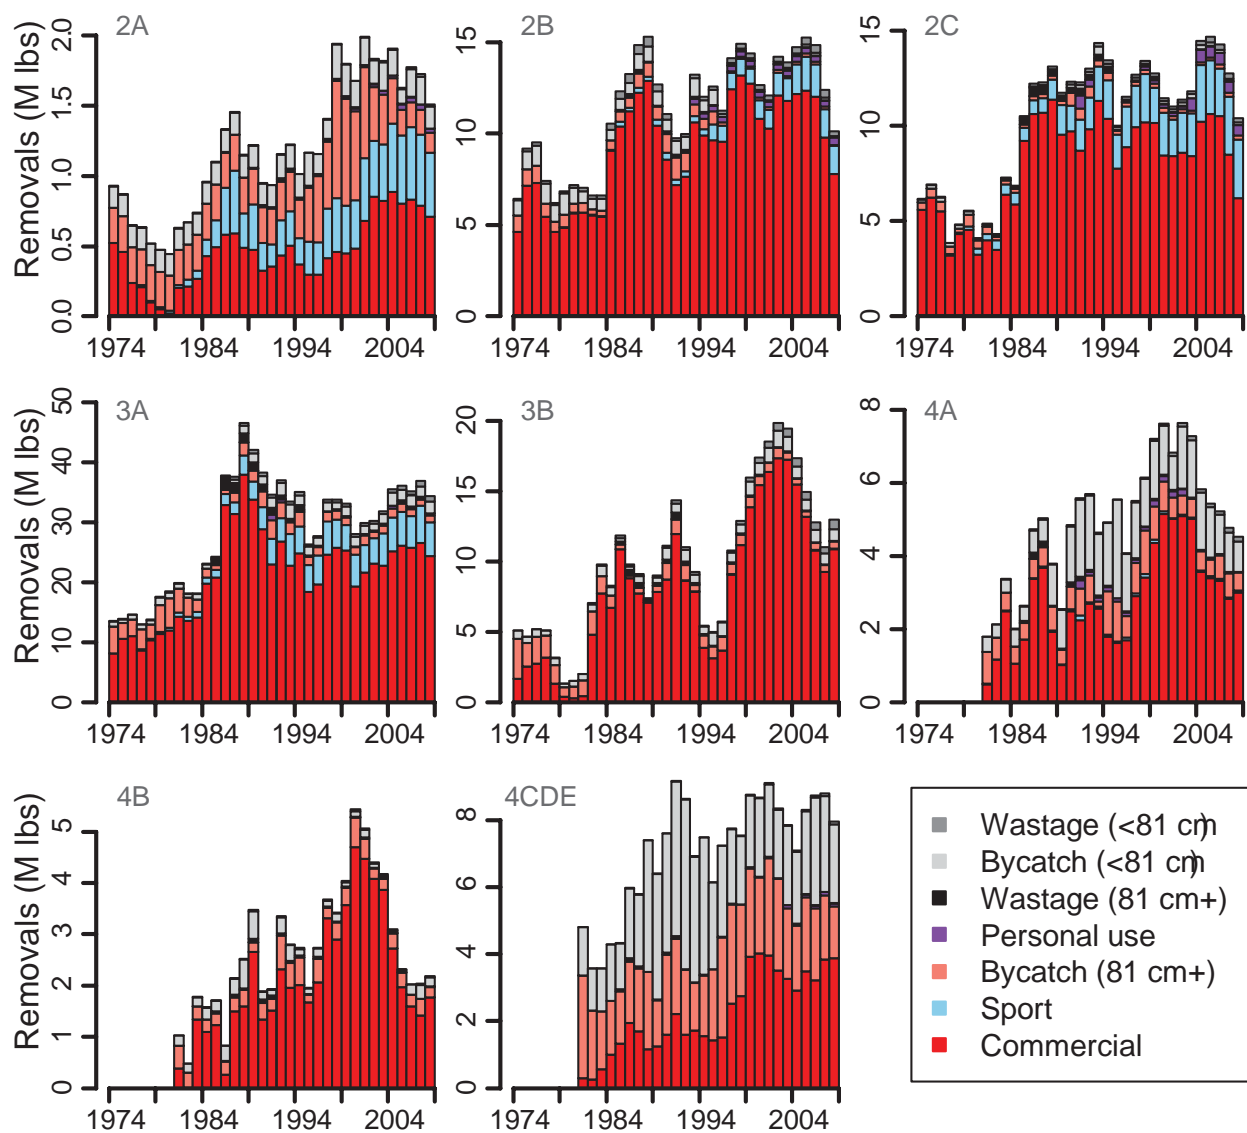 2A
2B
2C
Removals (M lbs)
0.0 0.5 1.0 1.5 2.0
0 5 10 15
0 5 10 15
1974 1984 1994 2004
1974 1984 1994 2004
1974 1984 1994 2004
3A
3B
4A
Removals (M lbs)
0 10 20 30 40 50
0 5 10 15 20
0 2 4 6 8
1974 1984 1994 2004
1974 1984 1994 2004
1974 1984 1994 2004
4B
4CDE
Removals (M lbs)
0 1 2 3 4 5
0 2 4 6 8
1974 1984 1994 2004
1974 1984 1994 2004
Wastage (<81 cm)
Bycatch (<81 cm)
Wastage (81 cm+)
Personal use
Bycatch (81 cm+)
Sport
Commercial